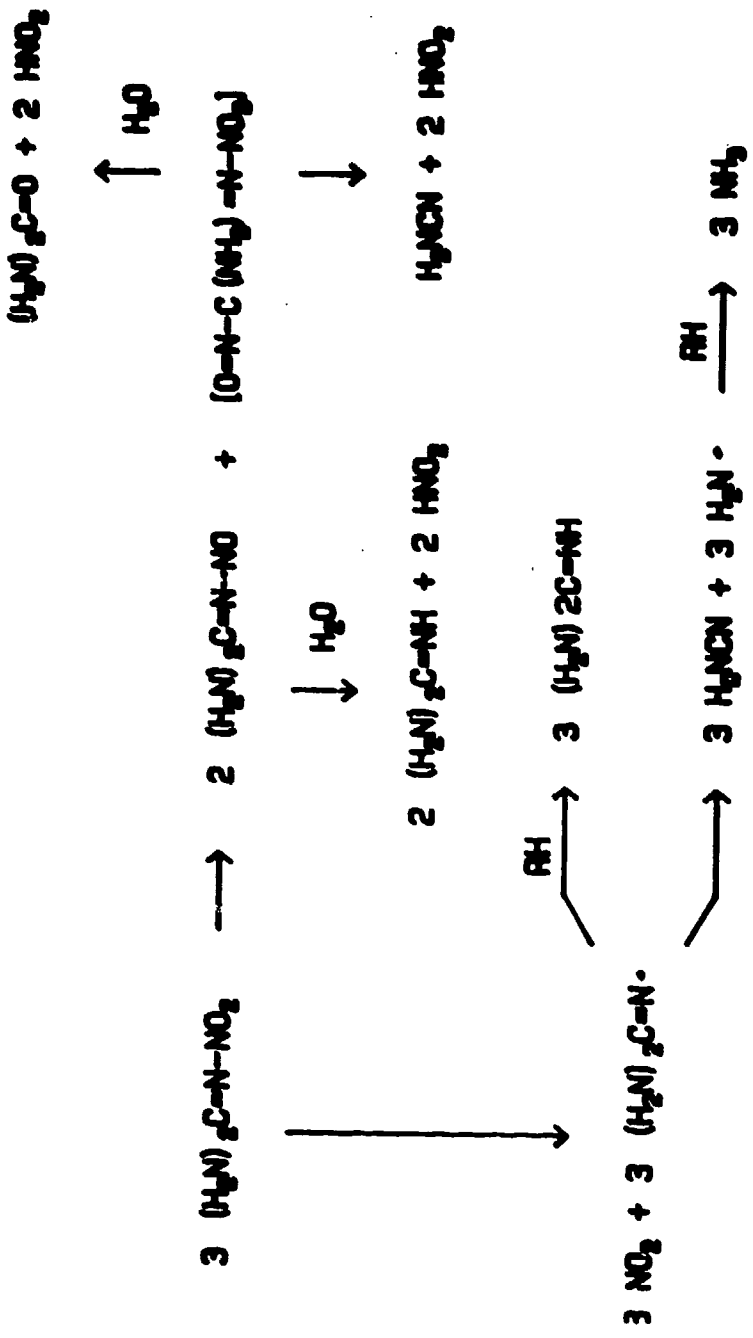 (H₂N)₂C=O + 2 HNO₂
H₂O
3 (H₂N)₂C=N-NO₂ → 2 (H₂N)₂C=N-NO + [O=N-C(NH₂)=N-NO₂]
H₂O
2 (H₂N)₂C=NH + 2 HNO₂
H₂NCN + 2 HNO₂
RH
3 (H₂N)2C=NH
3 NO₂ + 3 (H₂N)₂C=N·
3 H₂NCN + 3 H₂N·
RH
3 NH₃